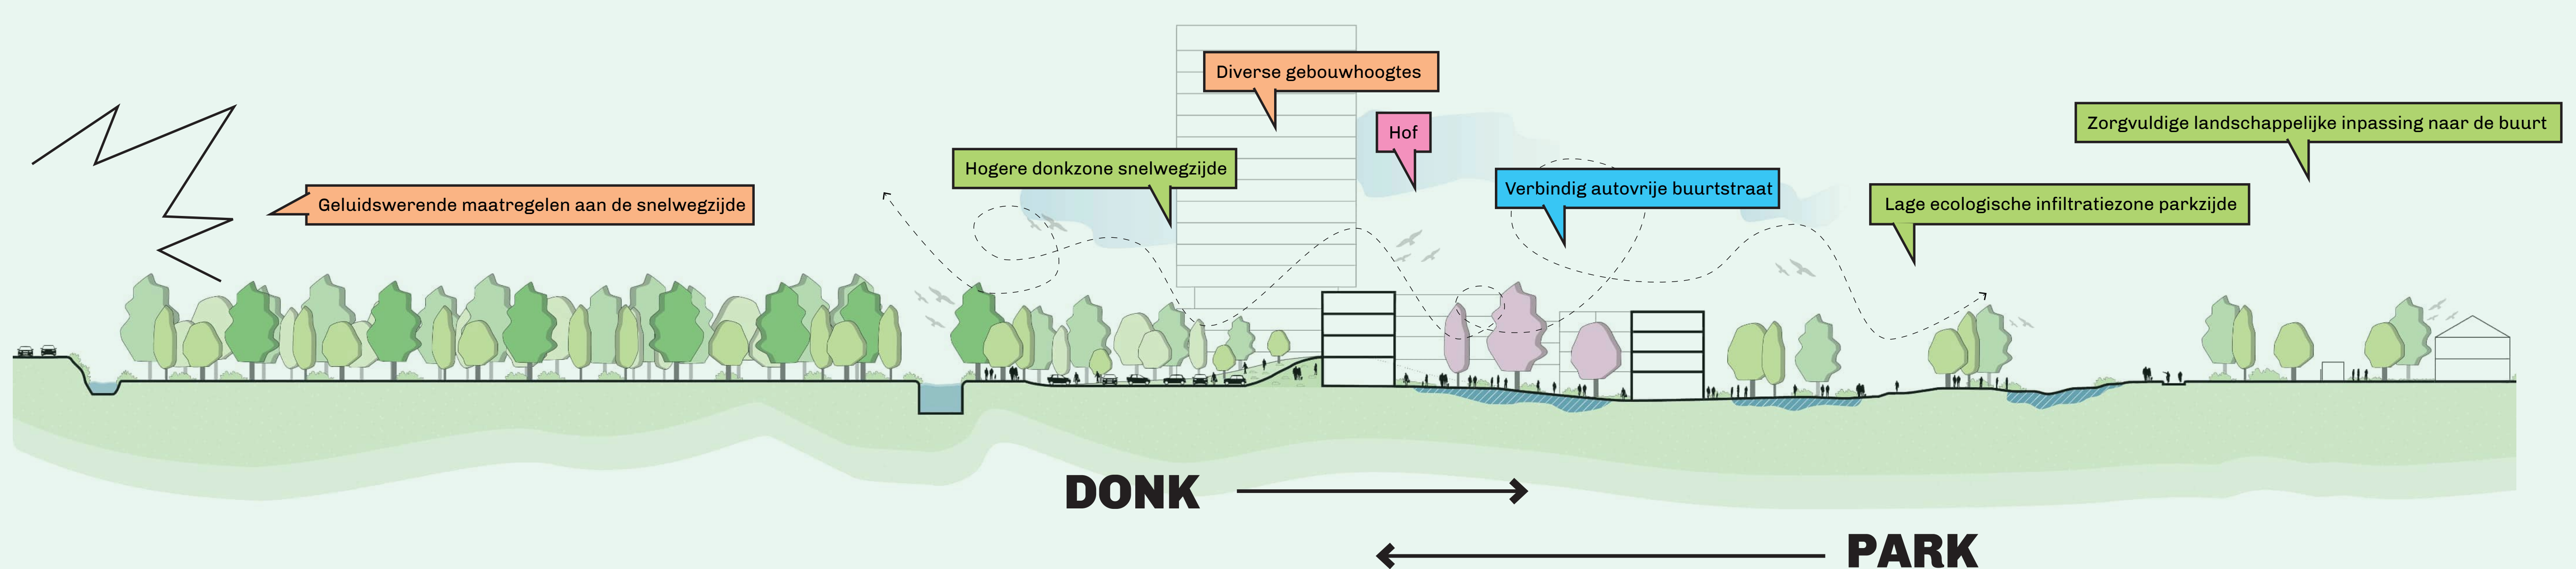 Diverse gebouwhoogtes
Hof
Zorgvuldige landschappelijke inpassing naar de buurt
Hogere donkzone snelwegzijde
Verbindig autovrije buurtstraat
Geluidswerende maatregelen aan de snelwegzijde
Lage ecologische infiltratiezone parkzijde
DONK
PARK